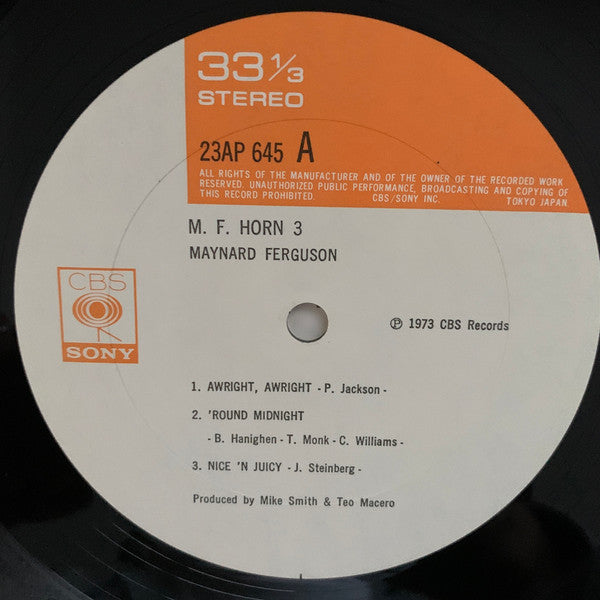 33 1/3
STEREO
23AP 645 A
ALL RIGHTS OF THE MANUFACTURER AND OF THE OWNER OF THE RECORDED WORK
RESERVED. UNAUTHORIZED PUBLIC PERFORMANCE, BROADCASTING AND COPYING OF
THIS RECORD PROHIBITED. CBS/SONY INC. TOKYO JAPAN.
M. F. HORN 3
MAYNARD FERGUSON
CBS
SONY
℗ 1973 CBS Records
1. AWRIGHT, AWRIGHT - P. Jackson -
2. 'ROUND MIDNIGHT
- B. Hanighen - T. Monk - C. Williams -
3. NICE 'N JUICY - J. Steinberg -
Produced by Mike Smith & Teo Macero